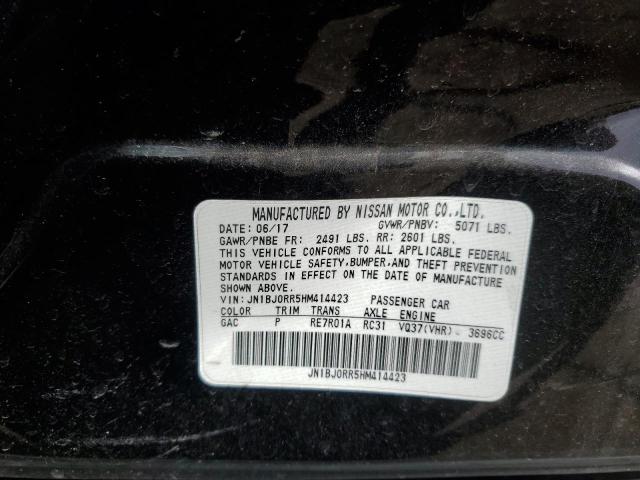 MANUFACTURED BY NISSAN MOTOR CO.,LTD.
DATE: 06/17 GVWR/PNBV: 5071 LBS.
GAWR/PNBE FR: 2491 LBS. RR: 2601 LBS.
THIS VEHICLE CONFORMS TO ALL APPLICABLE FEDERAL
MOTOR VEHICLE SAFETY,BUMPER,AND THEFT PREVENTION
STANDARDS IN EFFECT ON THE DATE OF MANUFACTURE
SHOWN ABOVE.
VIN: JN1BJ0RR5HM414423 PASSENGER CAR
COLOR TRIM TRANS AXLE ENGINE
GAC P RE7R01A RC31 VQ37(VHR) - 3696CC
JN1BJ0RR5HM414423